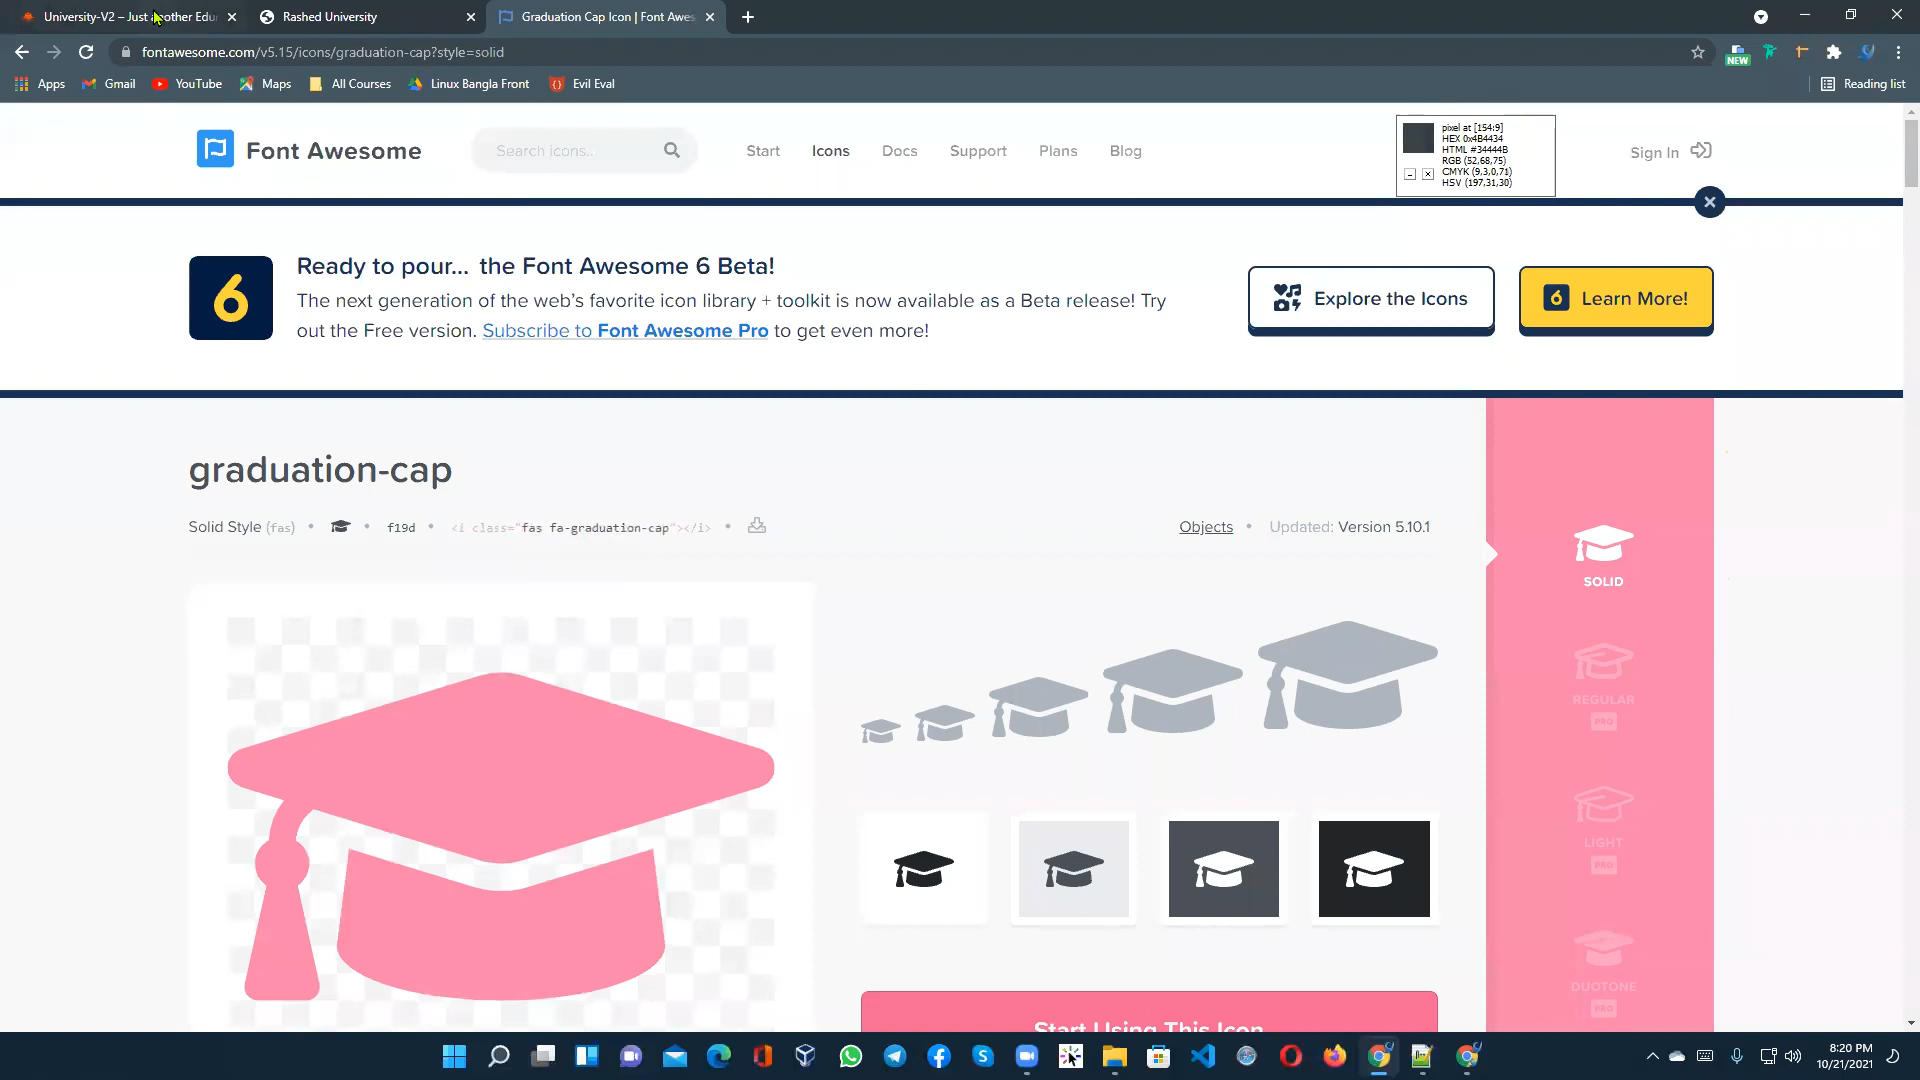 University-V2 – Just another Edu
Rashed University
Graduation Cap Icon | Font Awes
fontawesome.com/v5.15/icons/graduation-cap?style=solid
NEW
Apps
Gmail
YouTube
Maps
All Courses
Linux Bangla Front
Evil Eval
Reading list
Font Awesome
Search icons...
Start
Icons
Docs
Support
Plans
Blog
pixel at [154:9]
HEX 0x4B4434
HTML #34444B
RGB (52,68,75)
CMYK (9,3,0,71)
HSV (197,31,30)
Sign In
6
Ready to pour... the Font Awesome 6 Beta!
The next generation of the web's favorite icon library + toolkit is now available as a Beta release! Try
out the Free version. Subscribe to Font Awesome Pro to get even more!
Explore the Icons
6 Learn More!
graduation-cap
Solid Style (fas) • • f19d • <i class="fas fa-graduation-cap"></i> •
Objects • Updated: Version 5.10.1
SOLID
REGULAR
PRO
LIGHT
PRO
DUOTONE
PRO
Start Using This Icon
8:20 PM
10/21/2021